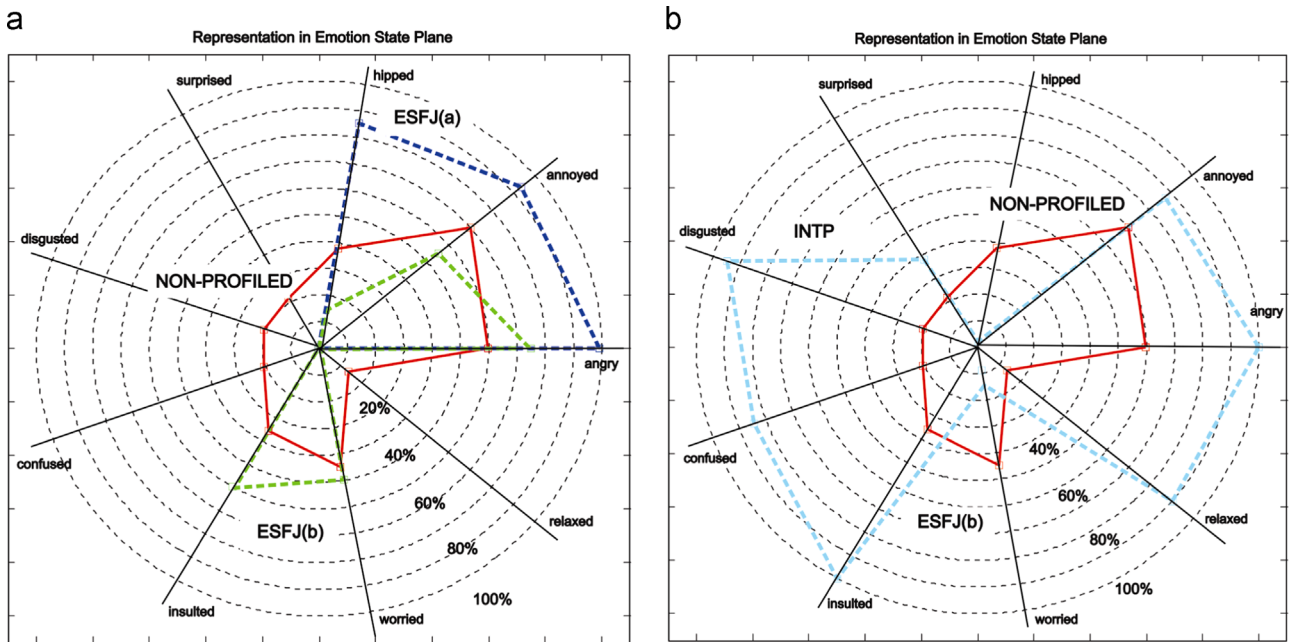 a
Representation in Emotion State Plane
surprised
hipped
ESFJ(a)
annoyed
disgusted
NON-PROFILED
angry
20%
confused
40%
60%
relaxed
ESFJ(b)
80%
100%
insulted
worried
b
Representation in Emotion State Plane
surprised
hipped
annoyed
NON-PROFILED
INTP
disgusted
angry
40%
confused
60%
relaxed
ESFJ(b)
80%
100%
insulted
worried